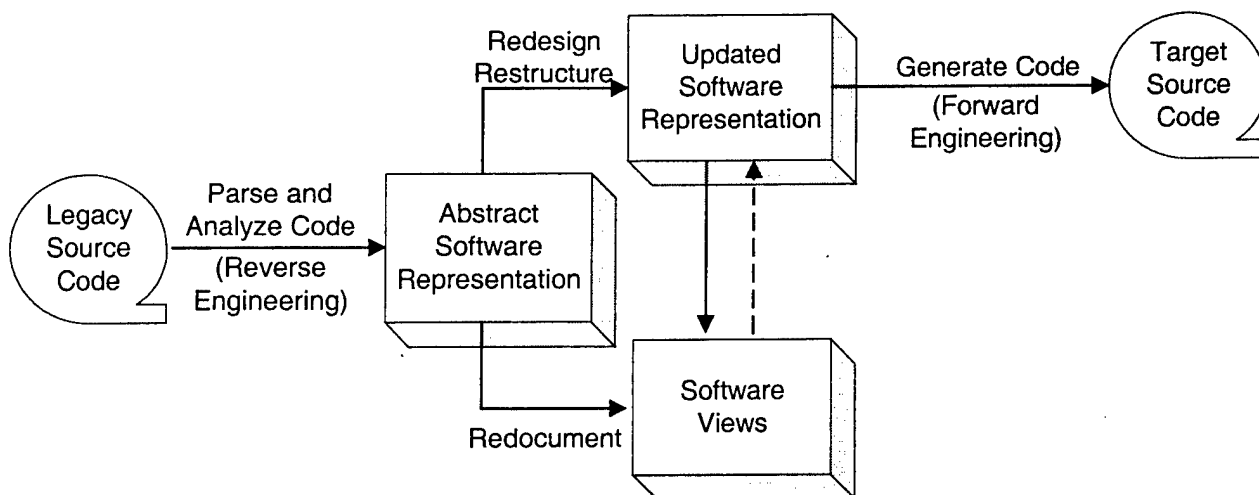 Legacy
Source
Code
Parse and
Analyze Code
(Reverse
Engineering)
Abstract
Software
Representation
Redesign
Restructure
Redocument
Updated
Software
Representation
Software
Views
Generate Code
(Forward
Engineering)
Target
Source
Code